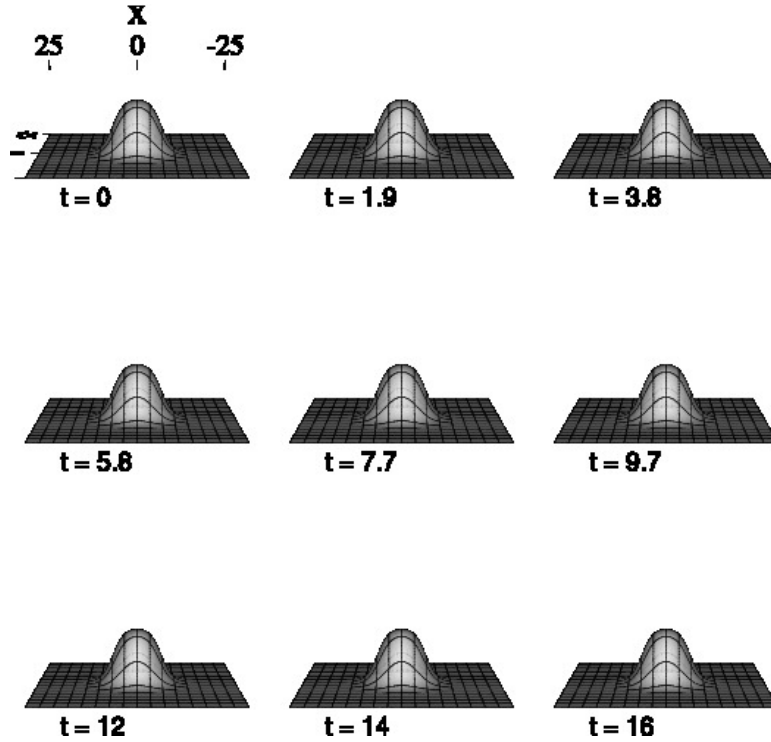 X
25 0 -25
t = 0 t = 1.9 t = 3.8
t = 5.8 t = 7.7 t = 9.7
t = 12 t = 14 t = 16